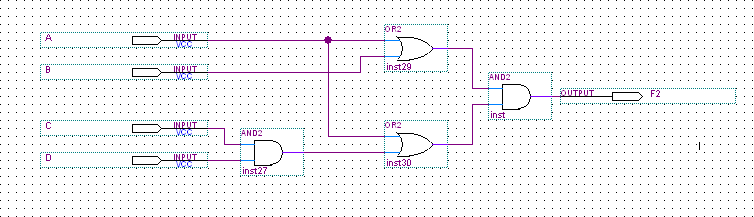 A INPUT VCC
B INPUT VCC
OR2
inst29
AND2
inst
OUTPUT F2
C INPUT VCC
D INPUT VCC
AND2
inst27
OR2
inst30